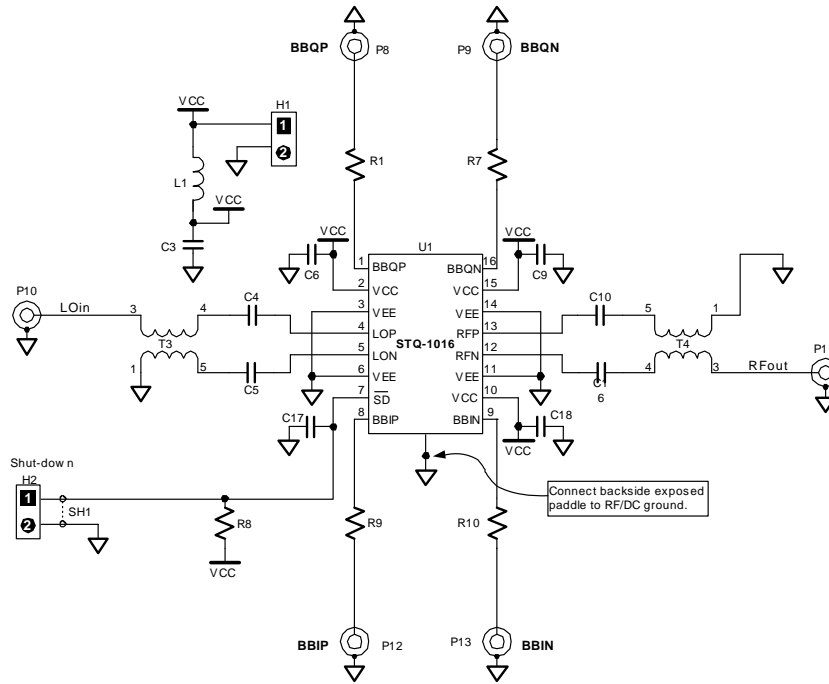 BBQP P8 P9 BBQN
VCC H1
1
2
R1 R7
L1
VCC
C3
U1
VCC VCC
C6 C9
1 BBQP BBQN 16
2 VCC VCC 15
3 VEE VEE 14
4 LOP RFP 13
STQ-1016
5 LON RFN 12
6 VEE VEE 11
7 SD VCC 10
8 BBIP BBIN 9
P10
LOin 3 4 C4
T3
1 5 C5
C10 5 1
T4
C1
6
4 3 RFout P1
C17 C18
VCC
Shut-down
H2
1
2
SH1
R8
VCC
R9 R10
Connect backside exposed
paddle to RF/DC ground.
BBIP P12 P13 BBIN